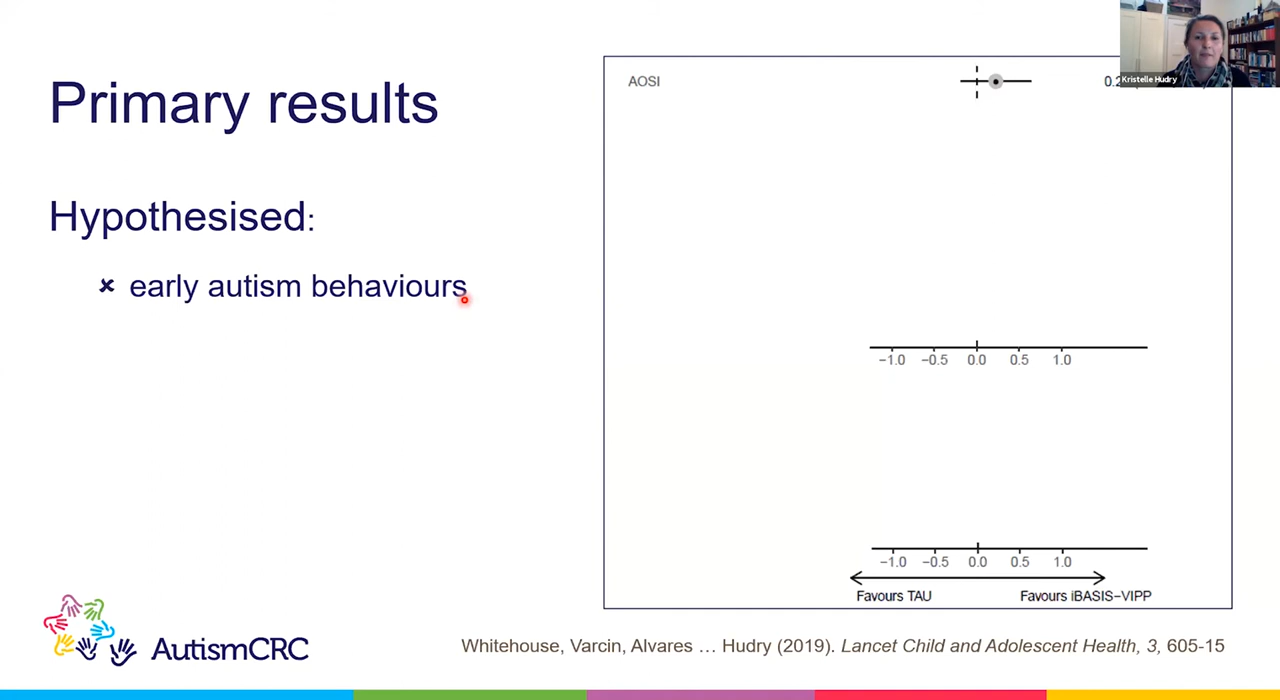 Primary results
Hypothesised:
× early autism behaviours
AOSI
Kristelle Hudry
−1.0 −0.5 0.0 0.5 1.0
−1.0 −0.5 0.0 0.5 1.0
Favours TAU Favours iBASIS−VIPP
AutismCRC
Whitehouse, Varcin, Alvares … Hudry (2019). Lancet Child and Adolescent Health, 3, 605-15